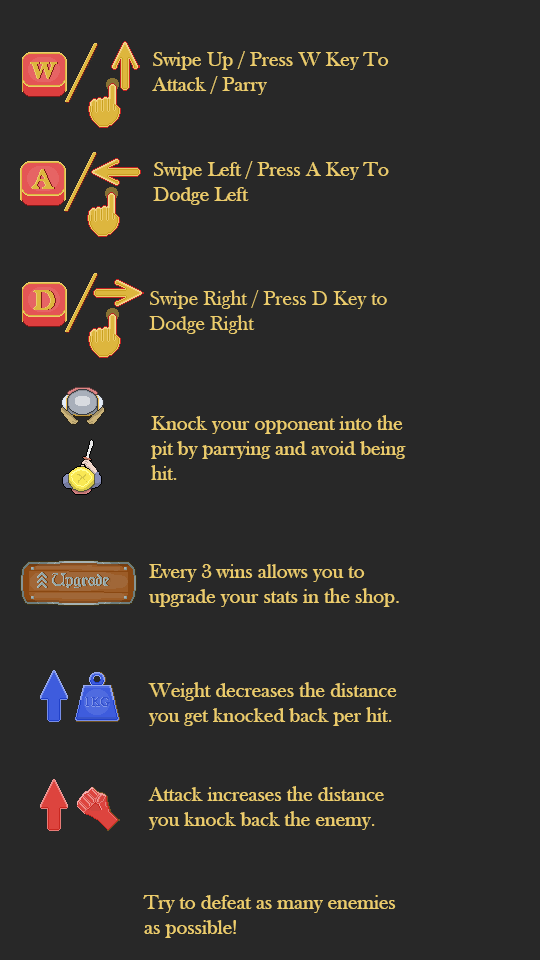 W
Swipe Up / Press W Key To
Attack / Parry
A
Swipe Left / Press A Key To
Dodge Left
D
Swipe Right / Press D Key to
Dodge Right
Knock your opponent into the
pit by parrying and avoid being
hit.
Upgrade
Every 3 wins allows you to
upgrade your stats in the shop.
1KG
Weight decreases the distance
you get knocked back per hit.
Attack increases the distance
you knock back the enemy.
Try to defeat as many enemies
as possible!